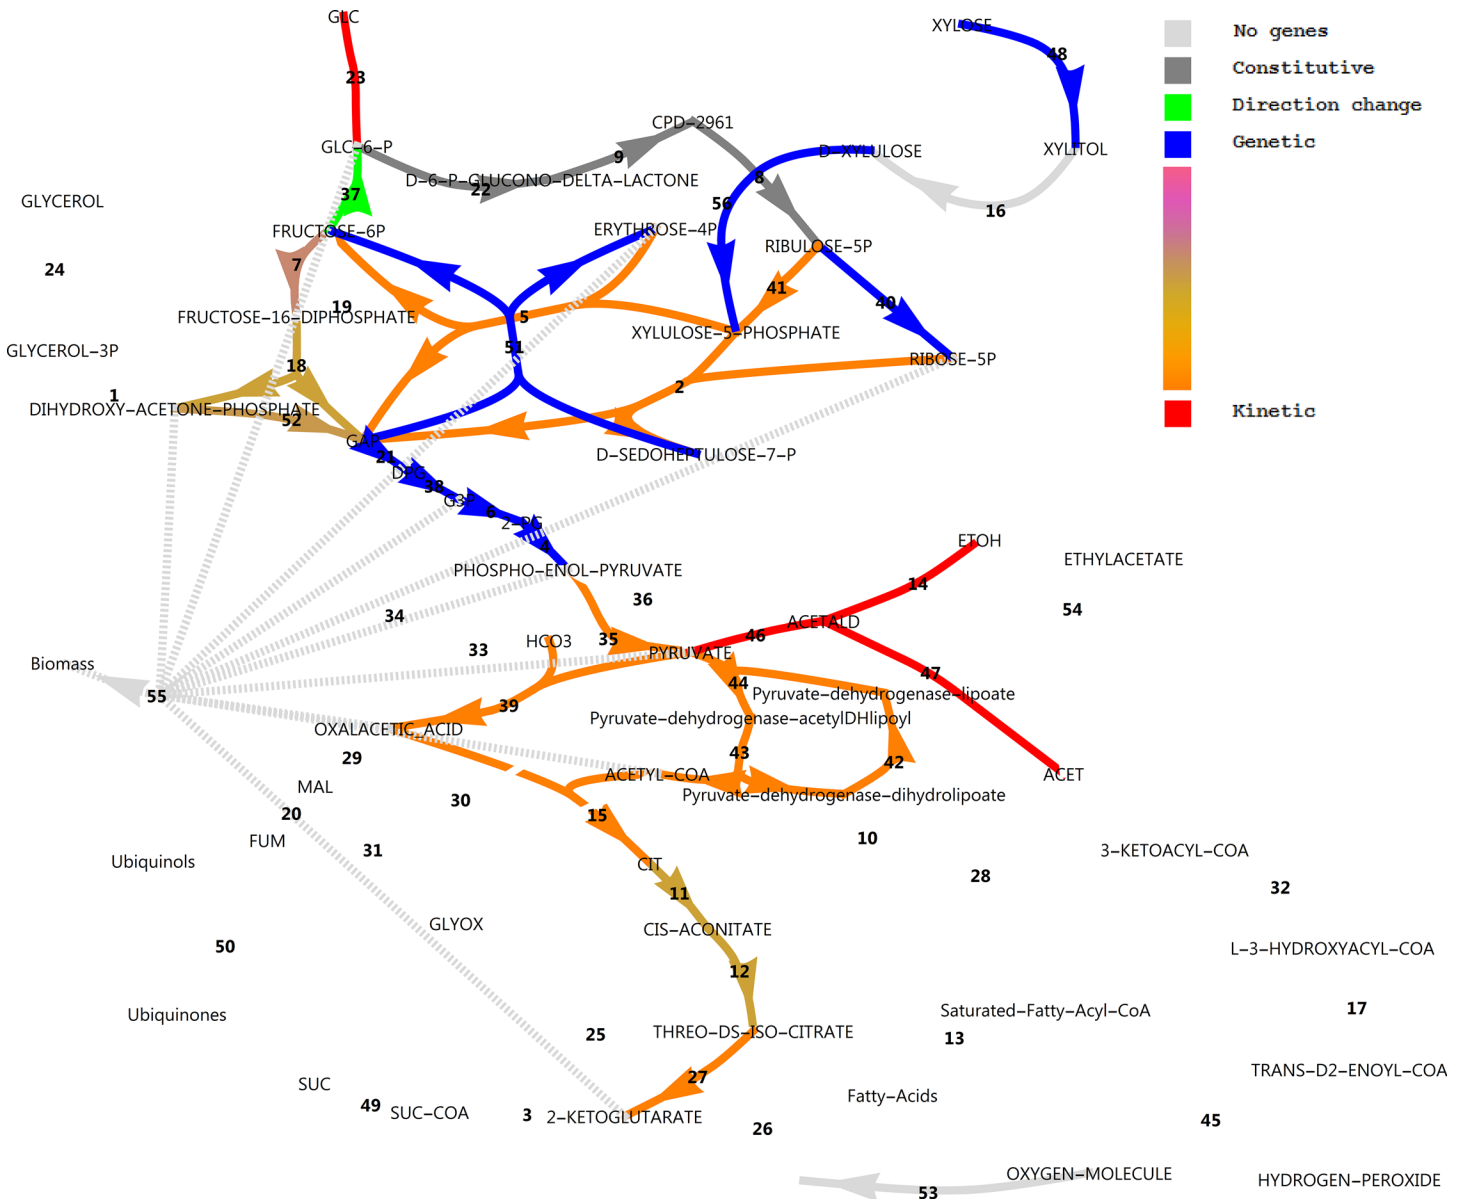 GLC
XYLOSE
No genes
48
Constitutive
23
Direction change
CPD-2961
Genetic
GLC-6-P
9
D-XYLULOSE
XYLITOL
D-6-P-GLUCONO-DELTA-LACTONE
8
22
37
GLYCEROL
56
16
FRUCTOSE-6P
ERYTHROSE-4P
RIBULOSE-5P
7
24
41
40
19
FRUCTOSE-16-DIPHOSPHATE
5
XYLULOSE-5-PHOSPHATE
GLYCEROL-3P
51
RIBOSE-5P
18
2
1
DIHYDROXY-ACETONE-PHOSPHATE
52
Kinetic
GAP
21
D-SEDOHEPTULOSE-7-P
DPG
38
G3P
6
2-PG
4
ETOH
ETHYLACETATE
PHOSPHO-ENOL-PYRUVATE
14
36
54
34
ACETALD
46
35
HCO3
33
PYRUVATE
Biomass
47
44
55
Pyruvate-dehydrogenase-lipoate
39
Pyruvate-dehydrogenase-acetylDHlipoyl
OXALACETIC_ACID
29
43
42
ACETYL-COA
ACET
MAL
Pyruvate-dehydrogenase-dihydrolipoate
30
20
15
FUM
10
31
3-KETOACYL-COA
Ubiquinols
CIT
28
32
11
GLYOX
CIS-ACONITATE
50
L-3-HYDROXYACYL-COA
12
17
Saturated-Fatty-Acyl-CoA
Ubiquinones
25
THREO-DS-ISO-CITRATE
13
TRANS-D2-ENOYL-COA
27
SUC
Fatty-Acids
49
SUC-COA
3
2-KETOGLUTARATE
45
26
OXYGEN-MOLECULE
HYDROGEN-PEROXIDE
53